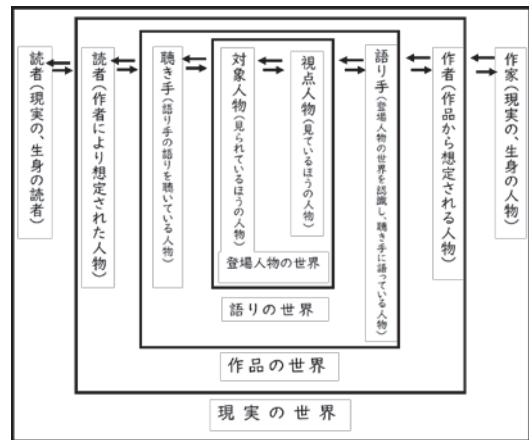 作家(現実の、生身の人物)
作者(作品から想定される人物)
語り手(登場人物の世界を認識し、聴き手に語っている人物)
視点人物(見ているほうの人物)
対象人物(見られているほうの人物)
聴き手(語り手の語りを聴いている人物)
読者(作者により想定された人物)
読者(現実の、生身の読者)
登場人物の世界
語りの世界
作品の世界
現実の世界